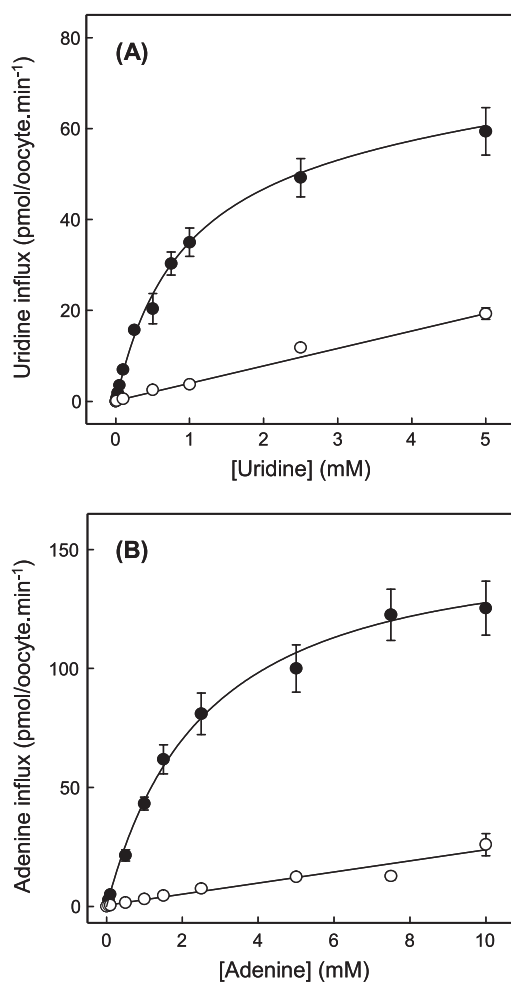 (A)
Uridine influx (pmol/oocyte.min⁻¹)
80
60
40
20
0
0 1 2 3 4 5
[Uridine] (mM)
(B)
Adenine influx (pmol/oocyte.min⁻¹)
150
100
50
0
0 2 4 6 8 10
[Adenine] (mM)